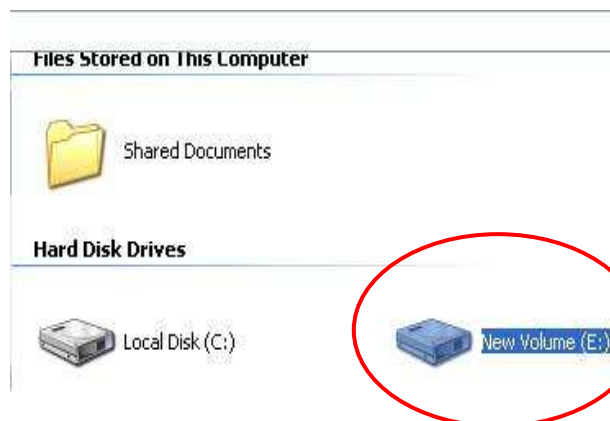 Files Stored on This Computer
Shared Documents
Hard Disk Drives
Local Disk (C:)
New Volume (E:)